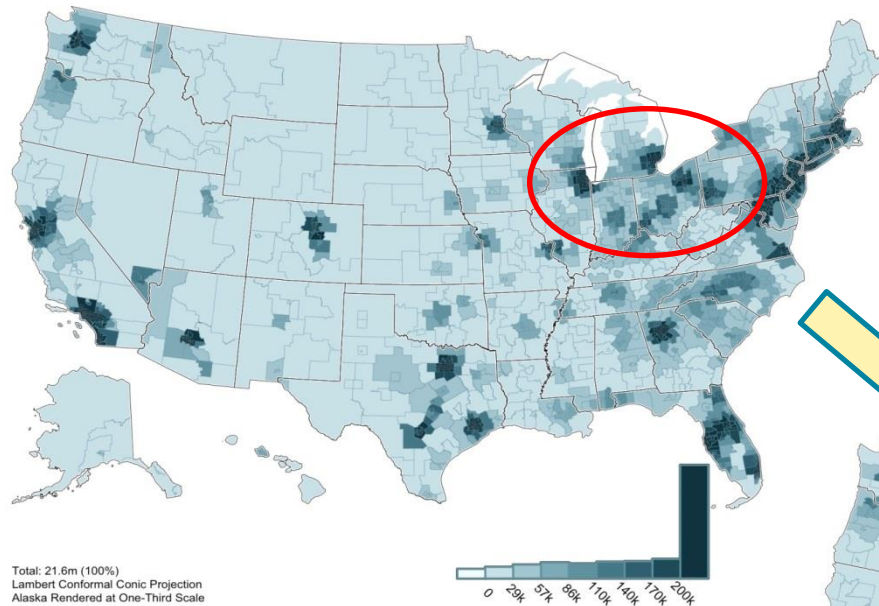 Total: 21.6m (100%)
Lambert Conformal Conic Projection
Alaska Rendered at One-Third Scale
0 29k 57k 86k 110k 140k 170k 200k